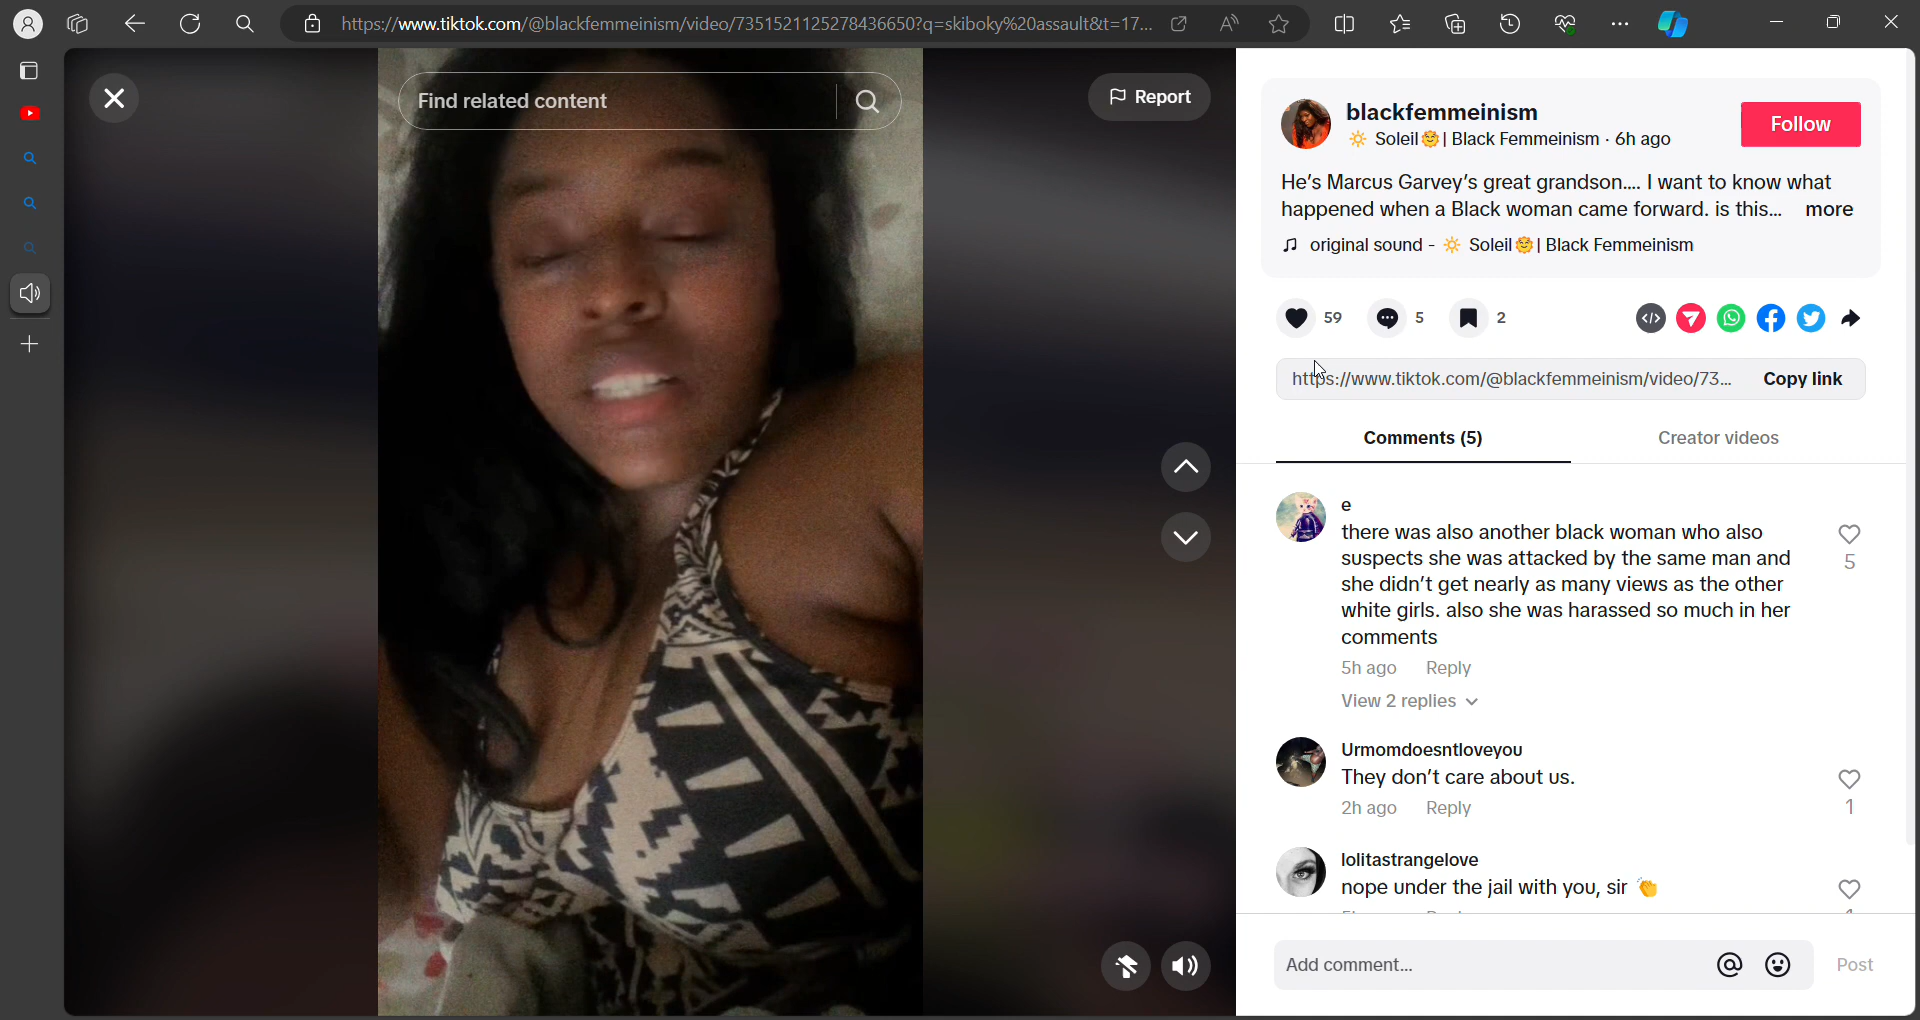 https://www.tiktok.com/@blackfemmeinism/video/7351521125278436650?q=skiboky%20assault&t=17...
Find related content
Report
blackfemmeinism
☀️ Soleil🌞| Black Femmeinism · 6h ago
Follow
He's Marcus Garvey's great grandson.... I want to know what
happened when a Black woman came forward. is this... more
♫ original sound - ☀️ Soleil🌞| Black Femmeinism
59
5
2
https://www.tiktok.com/@blackfemmeinism/video/73...
Copy link
Comments (5)
Creator videos
e
there was also another black woman who also
suspects she was attacked by the same man and
she didn't get nearly as many views as the other
white girls. also she was harassed so much in her
comments
5
5h ago Reply
View 2 replies
Urmomdoesntloveyou
They don't care about us.
2h ago Reply
1
lolitastrangelove
nope under the jail with you, sir 👏
Add comment...
Post